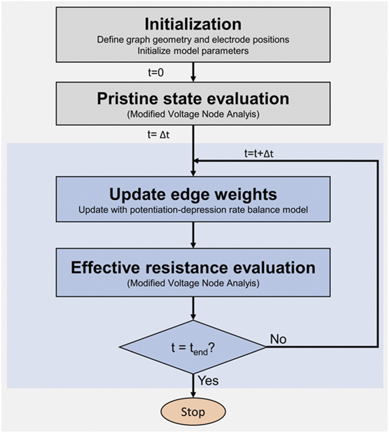 Initialization
Define graph geometry and electrode positions
Initialize model parameters
t=0
Pristine state evaluation
(Modified Voltage Node Analyis)
t= Δt
t=t+Δt
Update edge weights
Update with potentiation-depression rate balance model
Effective resistance evaluation
(Modified Voltage Node Analyis)
t = tend?
No
Yes
Stop